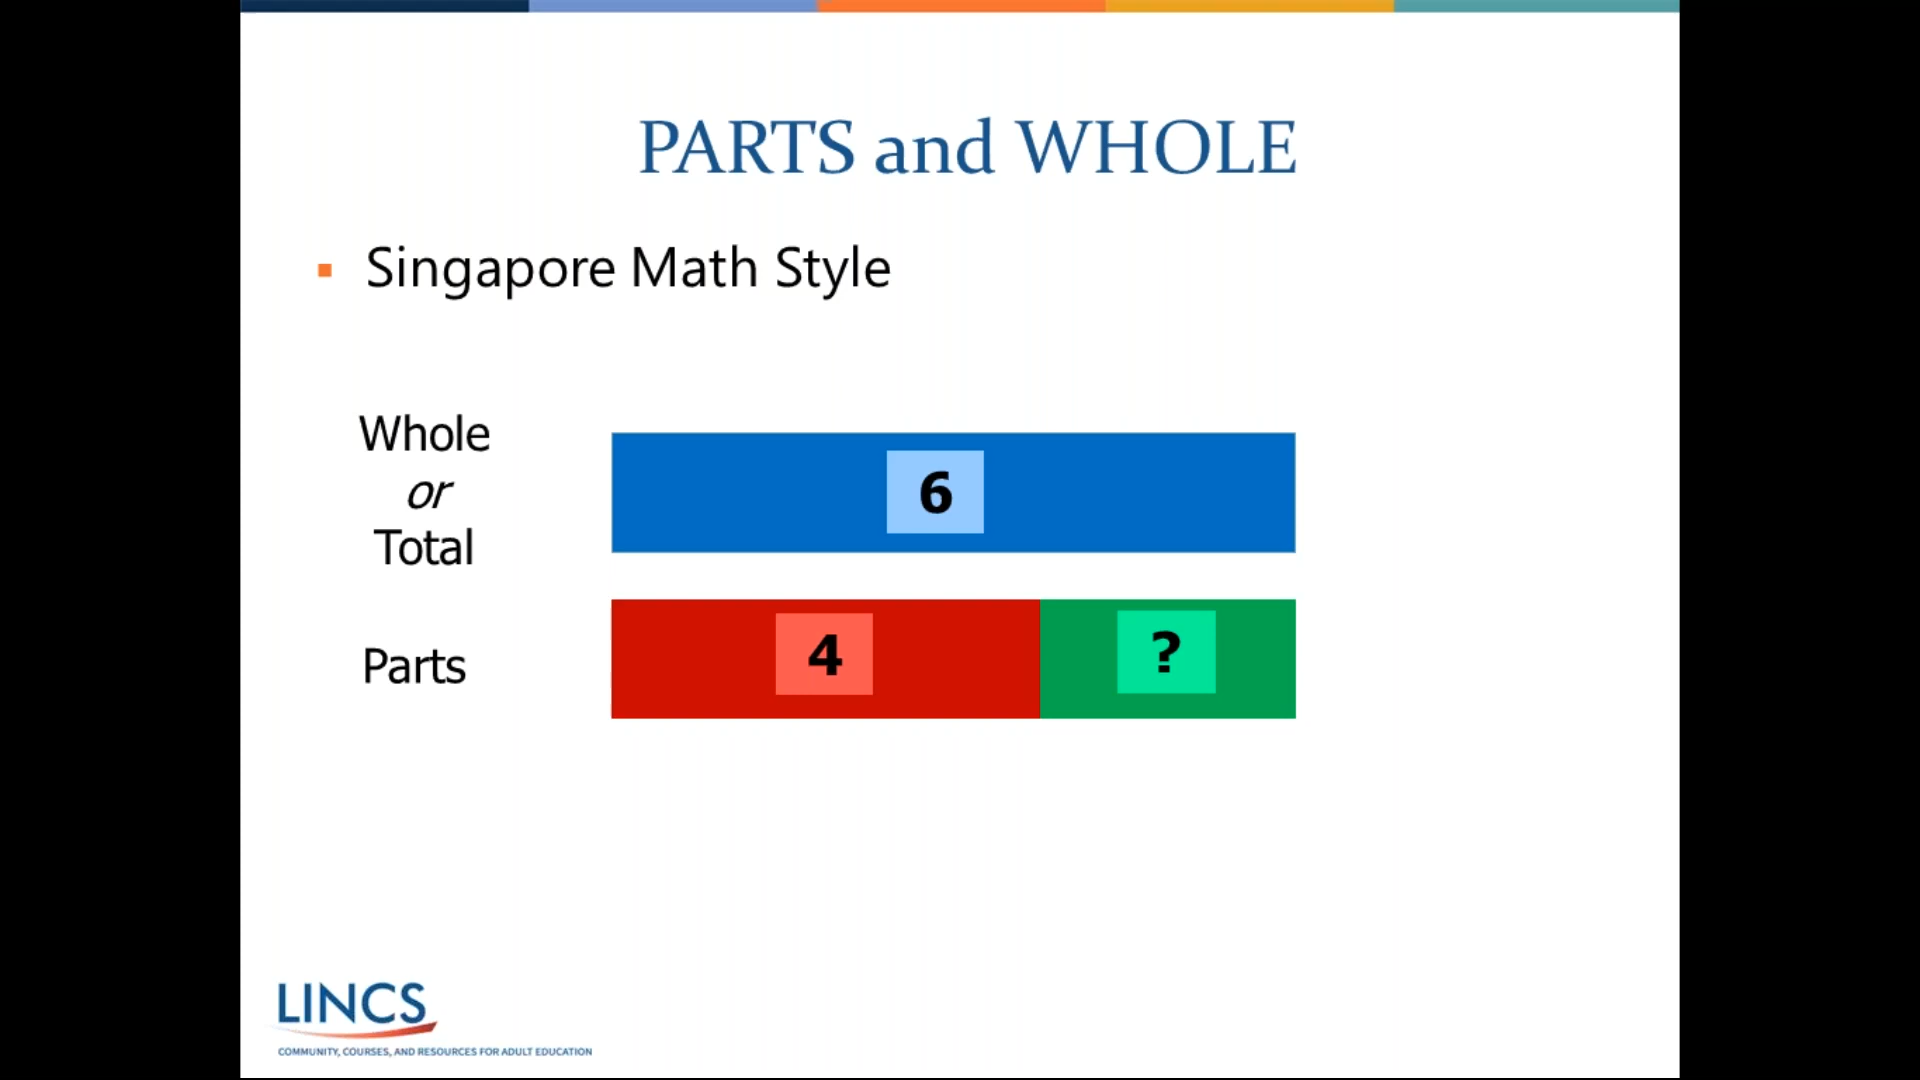 PARTS and WHOLE
▪ Singapore Math Style
Whole
or
Total
6
Parts
4
?
LINCS
COMMUNITY, COURSES, AND RESOURCES FOR ADULT EDUCATION